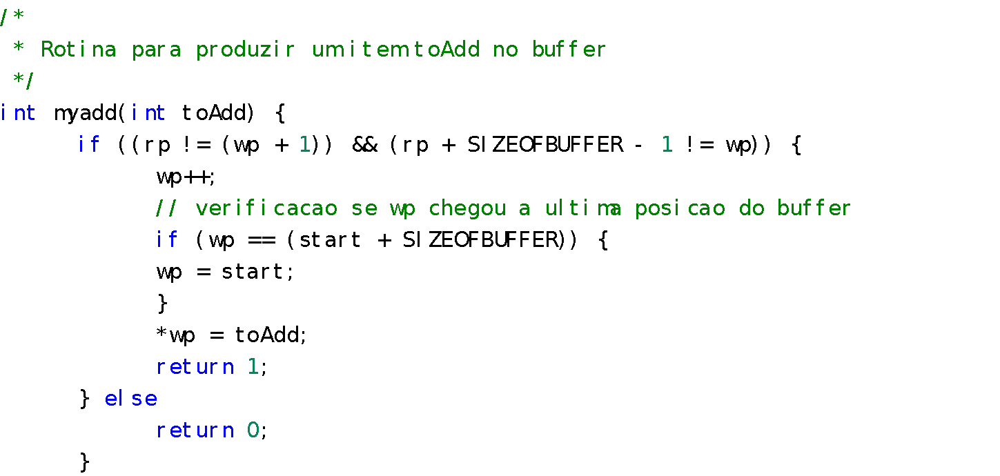 /*
 * Rotina para produzir um item toAdd no buffer
 */
int myadd(int toAdd) {
      if ((rp != (wp + 1)) && (rp + SIZEOFBUFFER - 1 != wp)) {
            wp++;
            // verificacao se wp chegou a ultima posicao do buffer
            if (wp == (start + SIZEOFBUFFER)) {
            wp = start;
            }
            *wp = toAdd;
            return 1;
      } else
            return 0;
      }